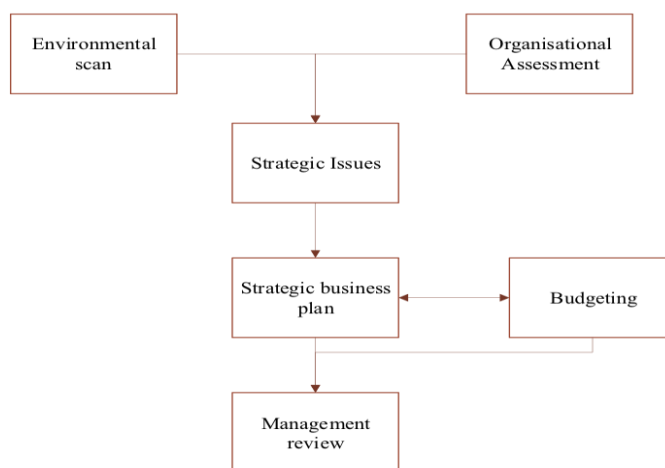 Environmental
scan
Organisational
Assessment
Strategic Issues
Strategic business
plan
Budgeting
Management
review